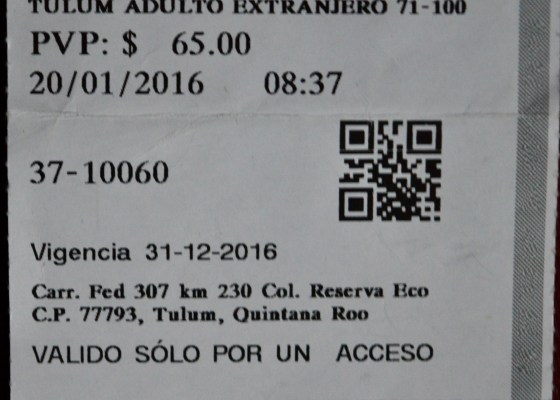 TULUM ADULTO EXTRANJERO 71-100
PVP: $ 65.00
20/01/2016 08:37
37-10060
Vigencia 31-12-2016
Carr. Fed 307 km 230 Col. Reserva Eco
C.P. 77793, Tulum, Quintana Roo
VALIDO SÓLO POR UN ACCESO